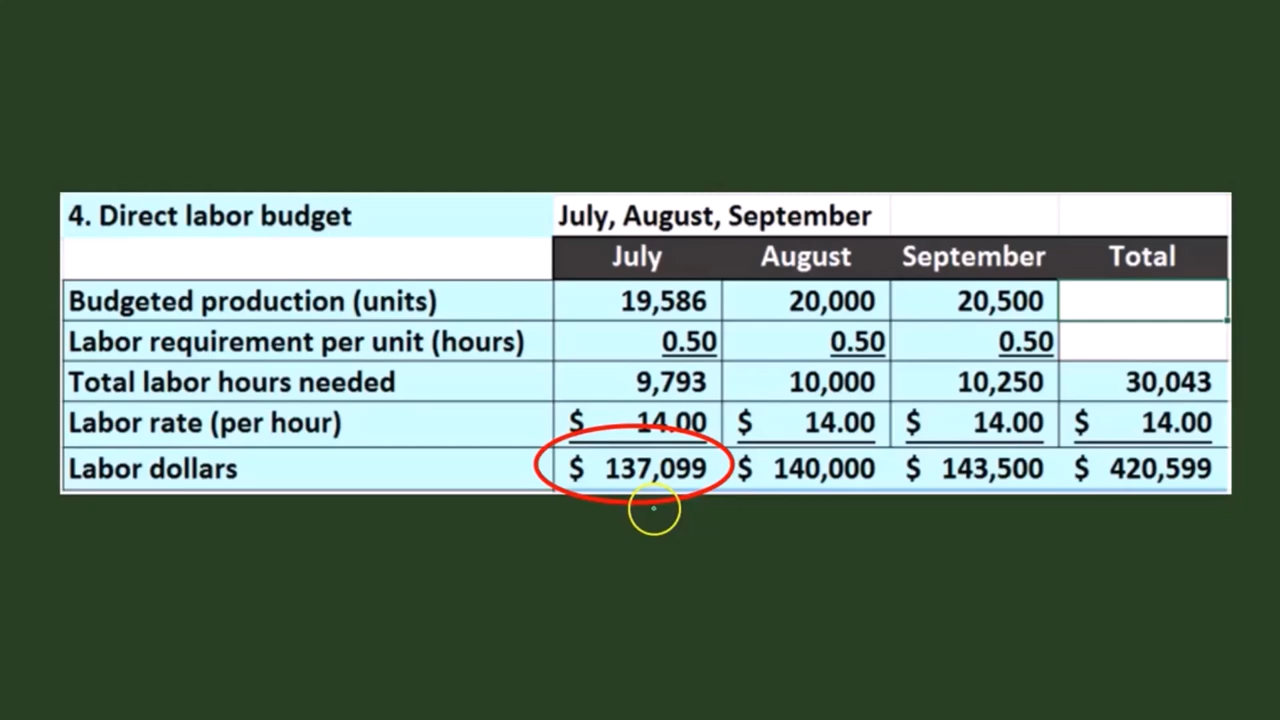 4. Direct labor budget July, August, September
July August September Total
Budgeted production (units) 19,586 20,000 20,500
Labor requirement per unit (hours) 0.50 0.50 0.50
Total labor hours needed 9,793 10,000 10,250 30,043
Labor rate (per hour) $ 14.00 $ 14.00 $ 14.00 $ 14.00
Labor dollars $ 137,099 $ 140,000 $ 143,500 $ 420,599